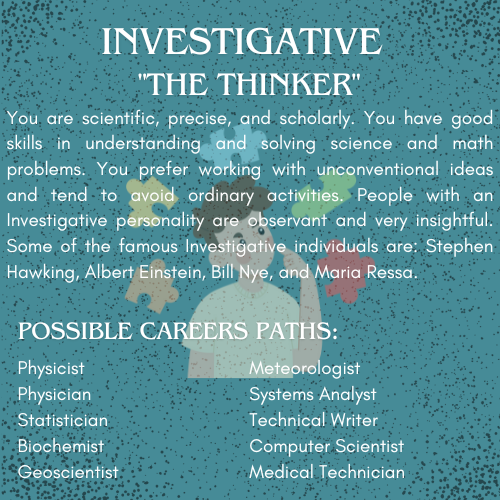 INVESTIGATIVE
"THE THINKER"
You are scientific, precise, and scholarly. You have good
skills in understanding and solving science and math
problems. You prefer working with unconventional ideas
and tend to avoid ordinary activities. People with an
Investigative personality are observant and very insightful.
Some of the famous Investigative individuals are: Stephen
Hawking, Albert Einstein, Bill Nye, and Maria Ressa.
POSSIBLE CAREERS PATHS:
Physicist
Physician
Statistician
Biochemist
Geoscientist
Meteorologist
Systems Analyst
Technical Writer
Computer Scientist
Medical Technician